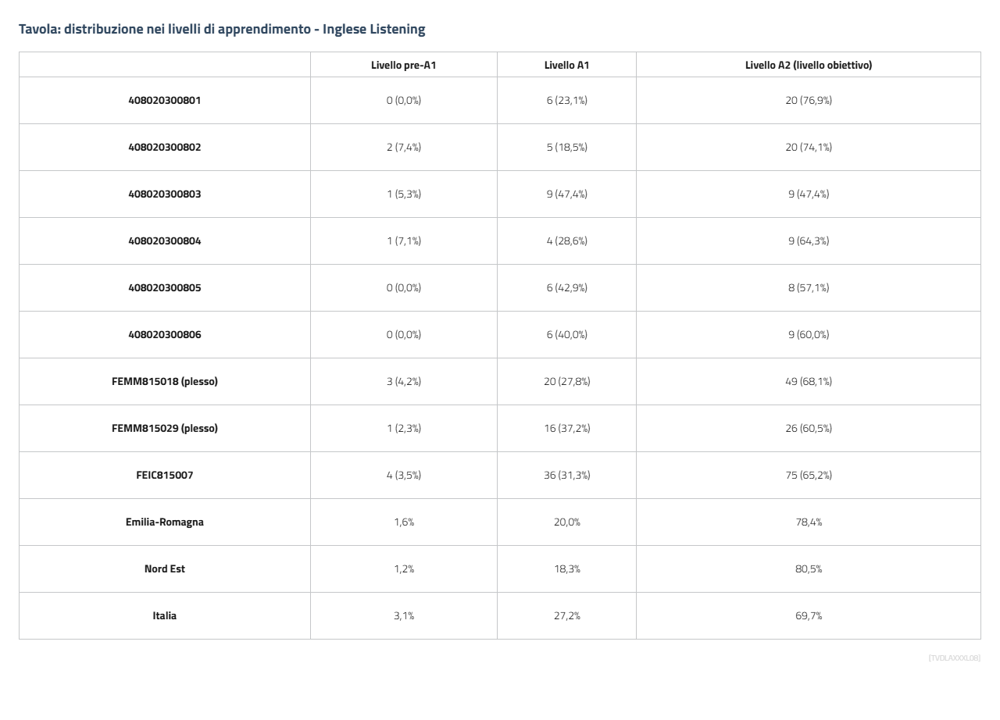 Tavola: distribuzione nei livelli di apprendimento - Inglese Listening
Livello pre-A1 Livello A1 Livello A2 (livello obiettivo)
408020300801 0 (0,0%) 6 (23,1%) 20 (76,9%)
408020300802 2 (7,4%) 5 (18,5%) 20 (74,1%)
408020300803 1 (5,3%) 9 (47,4%) 9 (47,4%)
408020300804 1 (7,1%) 4 (28,6%) 9 (64,3%)
408020300805 0 (0,0%) 6 (42,9%) 8 (57,1%)
408020300806 0 (0,0%) 6 (40,0%) 9 (60,0%)
FEMM815018 (plesso) 3 (4,2%) 20 (27,8%) 49 (68,1%)
FEMM815029 (plesso) 1 (2,3%) 16 (37,2%) 26 (60,5%)
FEIC815007 4 (3,5%) 36 (31,3%) 75 (65,2%)
Emilia-Romagna 1,6% 20,0% 78,4%
Nord Est 1,2% 18,3% 80,5%
Italia 3,1% 27,2% 69,7%
[TVDLAXXXL08]